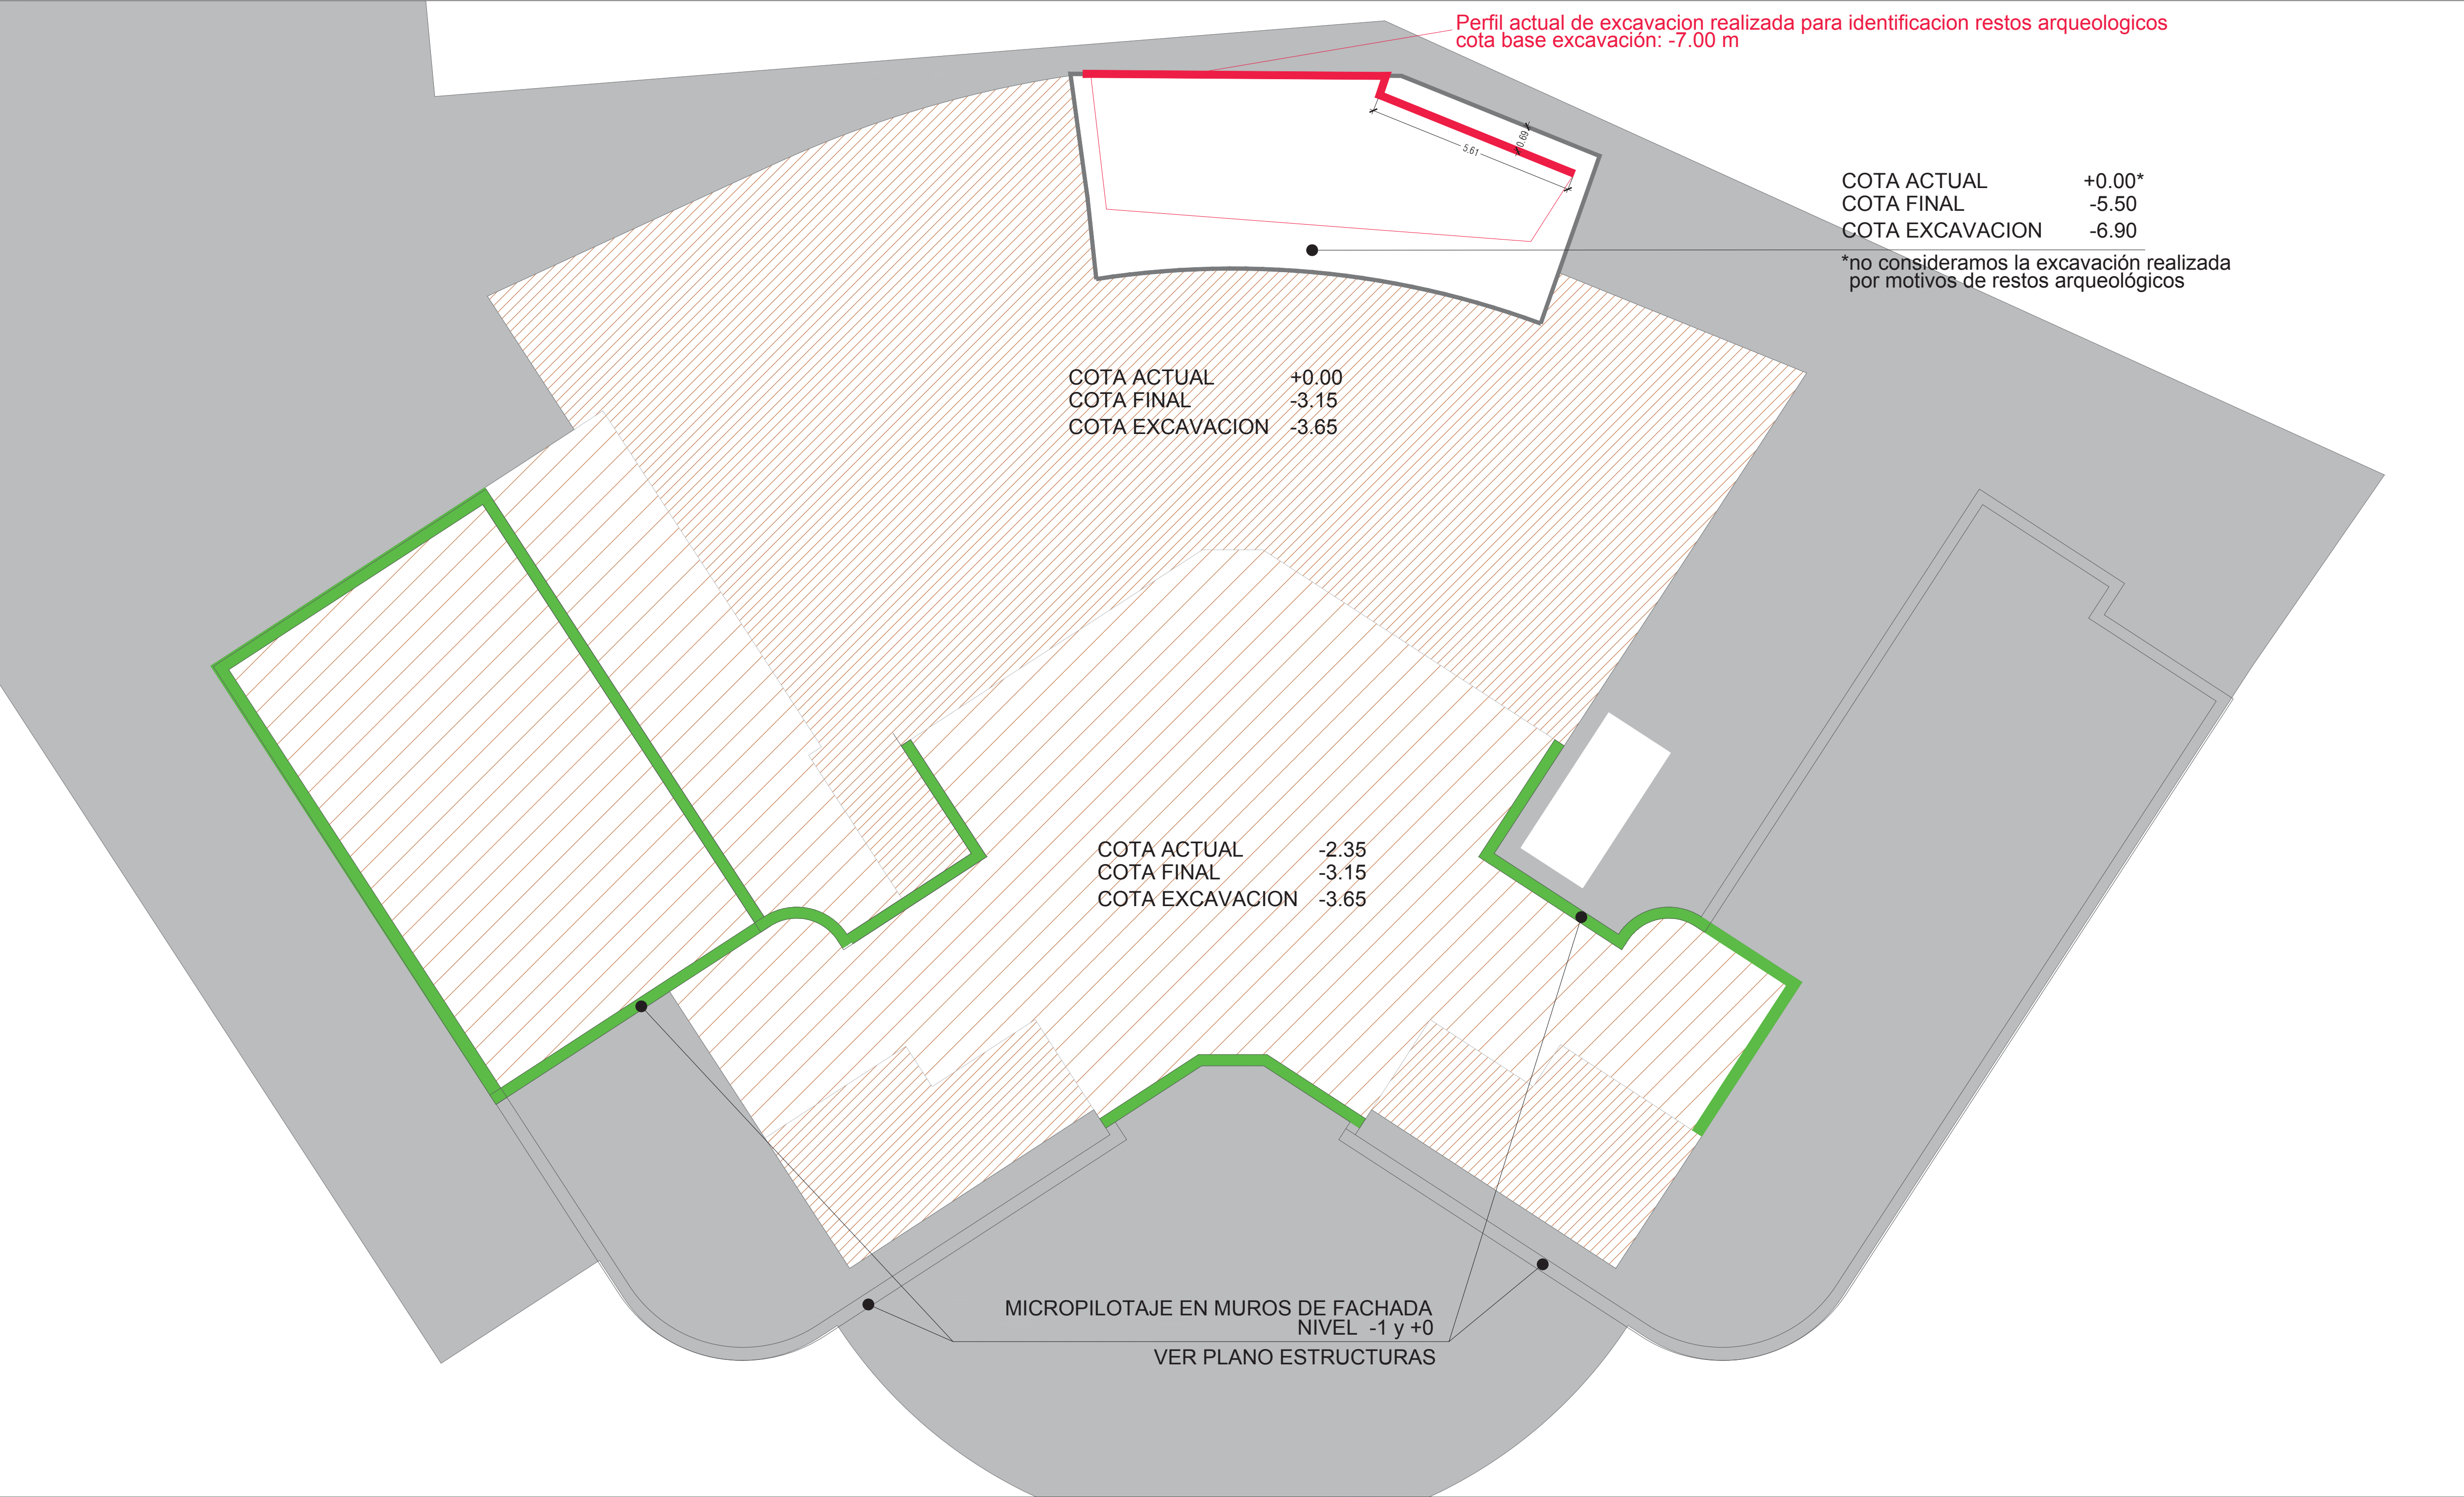 Perfil actual de excavacion realizada para identificacion restos arqueologicos
cota base excavación: -7.00 m
0.69
5.61
COTA ACTUAL +0.00*
COTA FINAL -5.50
COTA EXCAVACION -6.90
*no consideramos la excavación realizada
por motivos de restos arqueológicos
COTA ACTUAL +0.00
COTA FINAL -3.15
COTA EXCAVACION -3.65
COTA ACTUAL -2.35
COTA FINAL -3.15
COTA EXCAVACION -3.65
MICROPILOTAJE EN MUROS DE FACHADA
NIVEL -1 y +0
VER PLANO ESTRUCTURAS